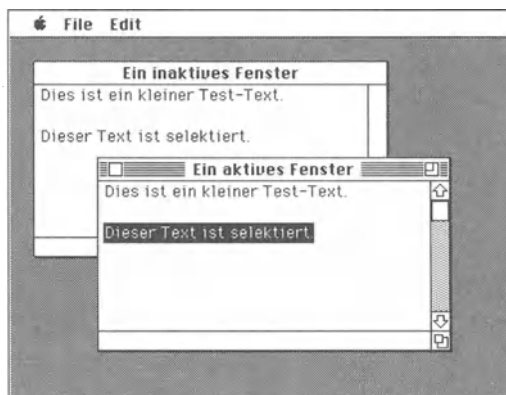 File Edit
Ein inaktives Fenster
Dies ist ein kleiner Test-Text.
Dieser Text ist selektiert.
Ein aktives Fenster
Dies ist ein kleiner Test-Text.
Dieser Text ist selektiert.